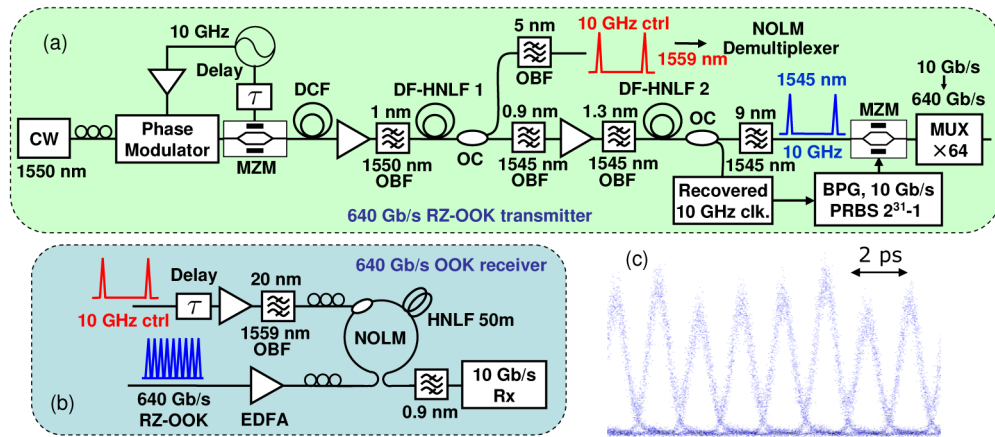 (a)
10 GHz
Delay
τ
CW
1550 nm
Phase
Modulator
MZM
DCF
1 nm
1550 nm
OBF
DF-HNLF 1
OC
5 nm
OBF
10 GHz ctrl
1559 nm
NOLM
Demultiplexer
0.9 nm
1545 nm
OBF
1.3 nm
1545 nm
OBF
DF-HNLF 2
OC
9 nm
1545 nm
1545 nm
10 GHz
MZM
10 Gb/s
640 Gb/s
MUX
×64
Recovered
10 GHz clk.
BPG, 10 Gb/s
PRBS 2³¹-1
640 Gb/s RZ-OOK transmitter
(b)
640 Gb/s OOK receiver
10 GHz ctrl
Delay
τ
20 nm
1559 nm
OBF
NOLM
HNLF 50m
640 Gb/s
RZ-OOK
EDFA
0.9 nm
10 Gb/s
Rx
(c)
2 ps